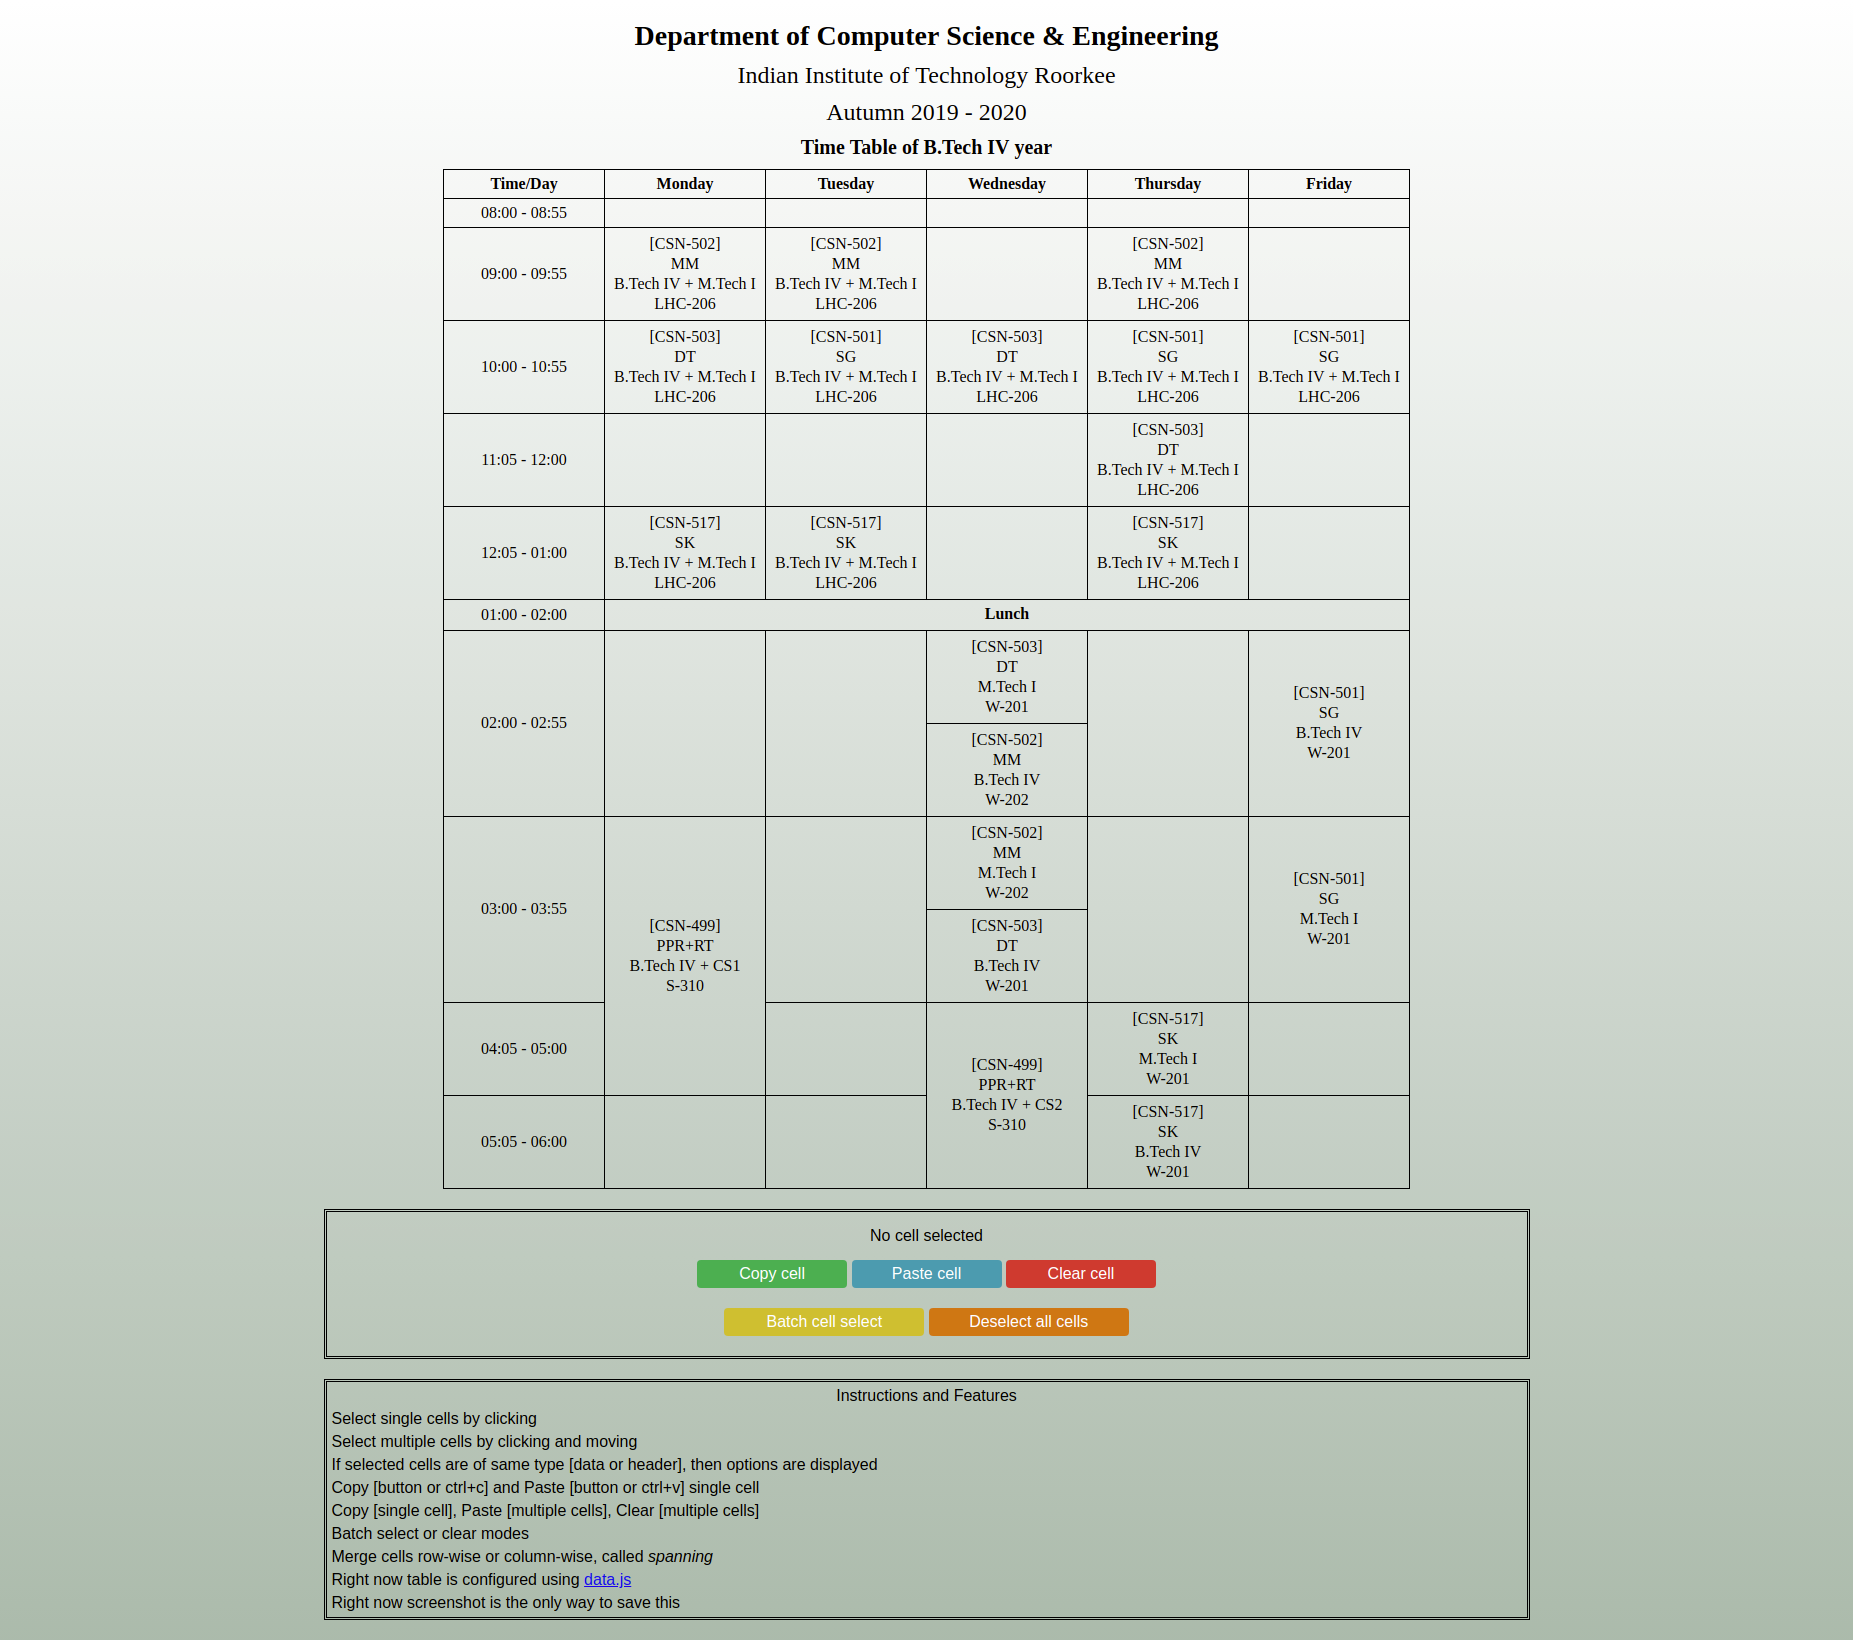 Department of Computer Science & Engineering
Indian Institute of Technology Roorkee
Autumn 2019 - 2020
Time Table of B.Tech IV year
Time/Day Monday Tuesday Wednesday Thursday Friday
08:00 - 08:55
09:00 - 09:55
[CSN-502]
MM
B.Tech IV + M.Tech I
LHC-206
[CSN-502]
MM
B.Tech IV + M.Tech I
LHC-206
[CSN-502]
MM
B.Tech IV + M.Tech I
LHC-206
10:00 - 10:55
[CSN-503]
DT
B.Tech IV + M.Tech I
LHC-206
[CSN-501]
SG
B.Tech IV + M.Tech I
LHC-206
[CSN-503]
DT
B.Tech IV + M.Tech I
LHC-206
[CSN-501]
SG
B.Tech IV + M.Tech I
LHC-206
[CSN-501]
SG
B.Tech IV + M.Tech I
LHC-206
11:05 - 12:00
[CSN-503]
DT
B.Tech IV + M.Tech I
LHC-206
12:05 - 01:00
[CSN-517]
SK
B.Tech IV + M.Tech I
LHC-206
[CSN-517]
SK
B.Tech IV + M.Tech I
LHC-206
[CSN-517]
SK
B.Tech IV + M.Tech I
LHC-206
01:00 - 02:00 Lunch
02:00 - 02:55
[CSN-503]
DT
M.Tech I
W-201
[CSN-502]
MM
B.Tech IV
W-202
[CSN-501]
SG
B.Tech IV
W-201
03:00 - 03:55
[CSN-499]
PPR+RT
B.Tech IV + CS1
S-310
[CSN-502]
MM
M.Tech I
W-202
[CSN-503]
DT
B.Tech IV
W-201
[CSN-501]
SG
M.Tech I
W-201
04:05 - 05:00
[CSN-499]
PPR+RT
B.Tech IV + CS2
S-310
[CSN-517]
SK
M.Tech I
W-201
05:05 - 06:00
[CSN-517]
SK
B.Tech IV
W-201
No cell selected
Copy cell Paste cell Clear cell
Batch cell select Deselect all cells
Instructions and Features
Select single cells by clicking
Select multiple cells by clicking and moving
If selected cells are of same type [data or header], then options are displayed
Copy [button or ctrl+c] and Paste [button or ctrl+v] single cell
Copy [single cell], Paste [multiple cells], Clear [multiple cells]
Batch select or clear modes
Merge cells row-wise or column-wise, called spanning
Right now table is configured using data.js
Right now screenshot is the only way to save this